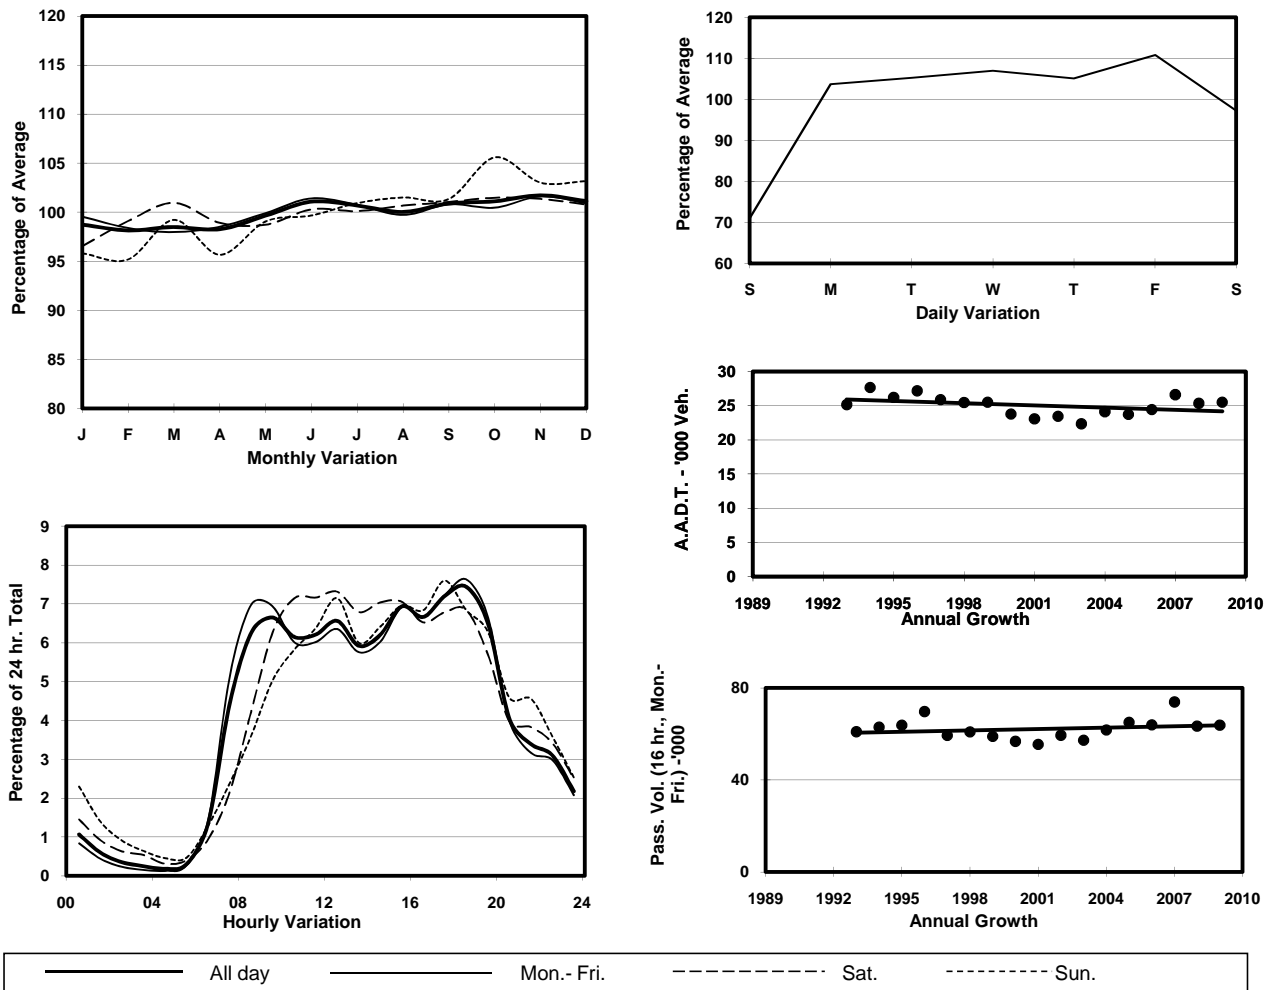 120
115
110
105
100
95
90
85
80
Percentage of Average
J F M A M J J A S O N D
Monthly Variation
120
110
100
90
80
70
60
Percentage of Average
S M T W T F S
Daily Variation
30
25
20
15
10
5
0
A.A.D.T. - '000 Veh.
1989 1992 1995 1998 2001 2004 2007 2010
Annual Growth
9
8
7
6
5
4
3
2
1
0
Percentage of 24 hr. Total
00 04 08 12 16 20 24
Hourly Variation
80
40
0
Pass. Vol. (16 hr., Mon.-
Fri.) -'000
1989 1992 1995 1998 2001 2004 2007 2010
Annual Growth
All day Mon.- Fri. Sat. Sun.